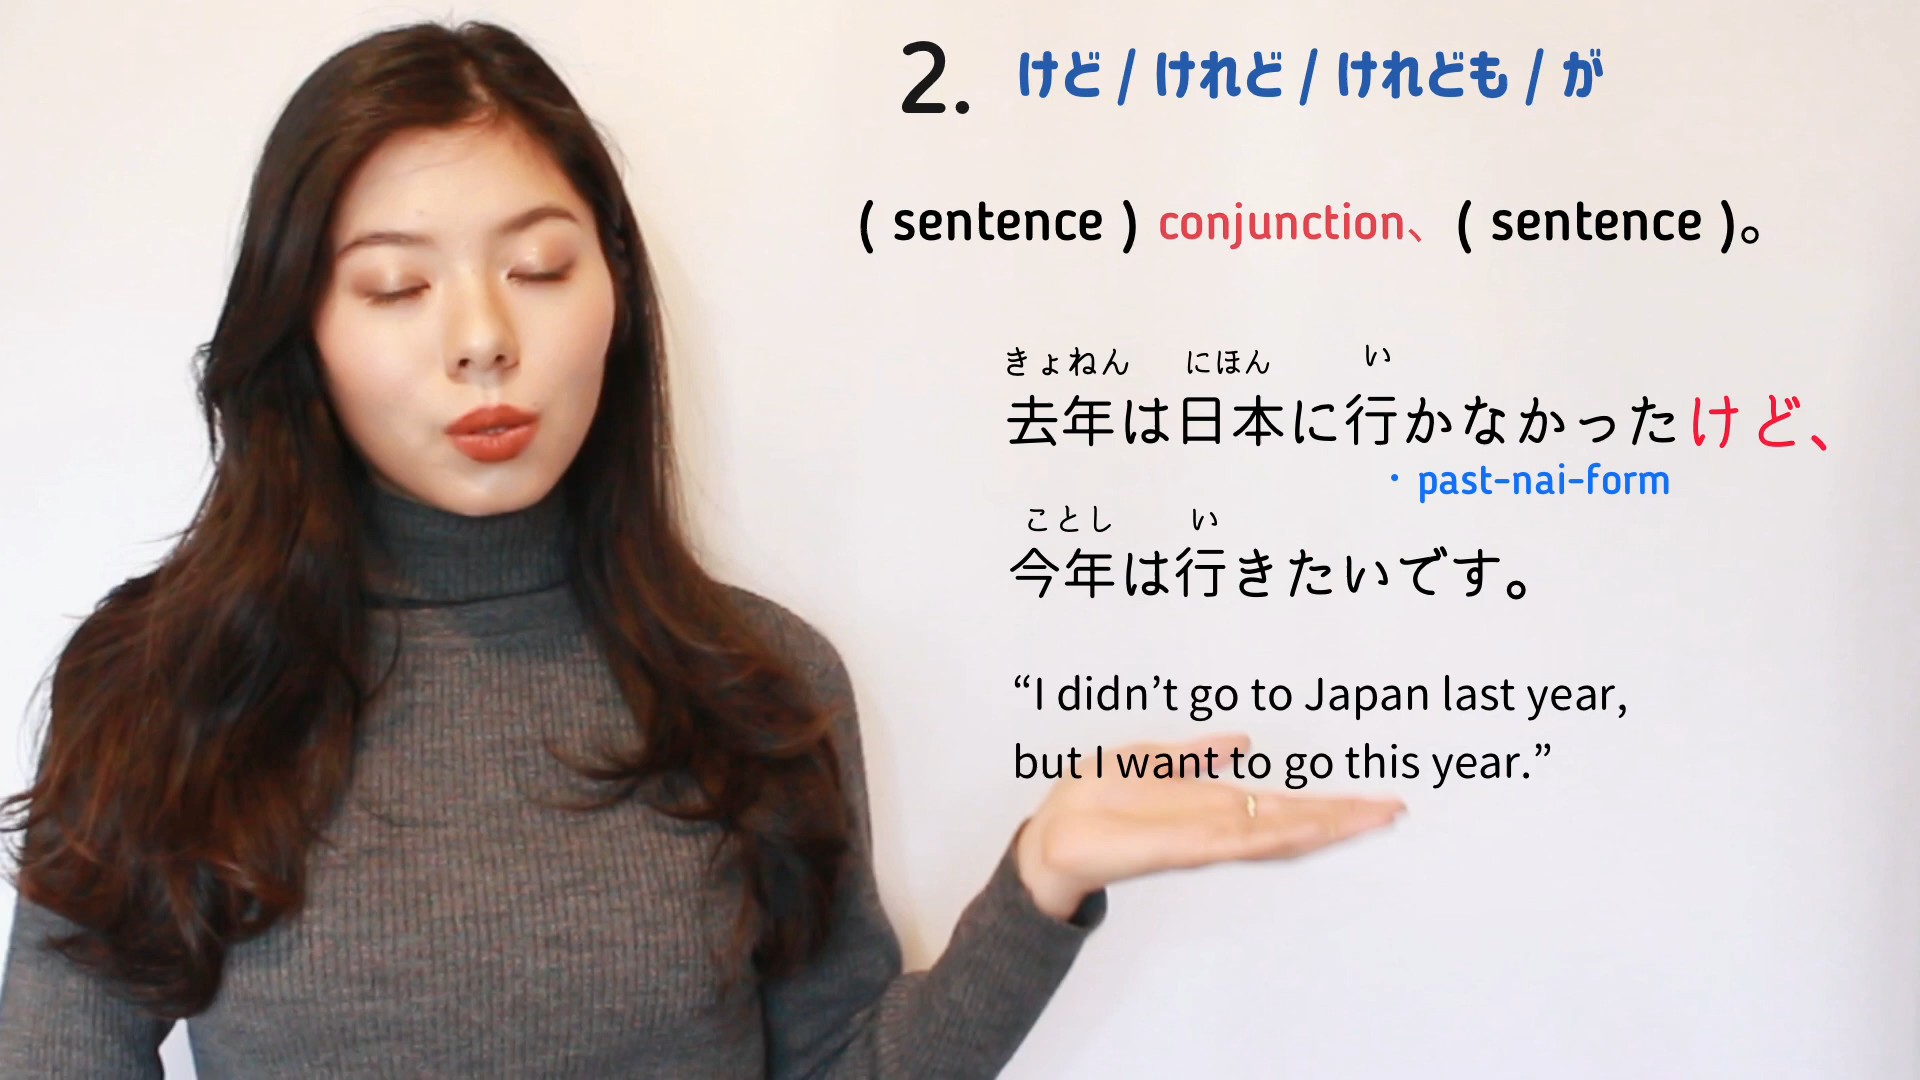 2. けど / けれど / けれども / が
( sentence ) conjunction、 ( sentence )。
きょねん にほん い
去年は日本に行かなかったけど、
・past-nai-form
ことし い
今年は行きたいです。
“I didn’t go to Japan last year,
but I want to go this year.”